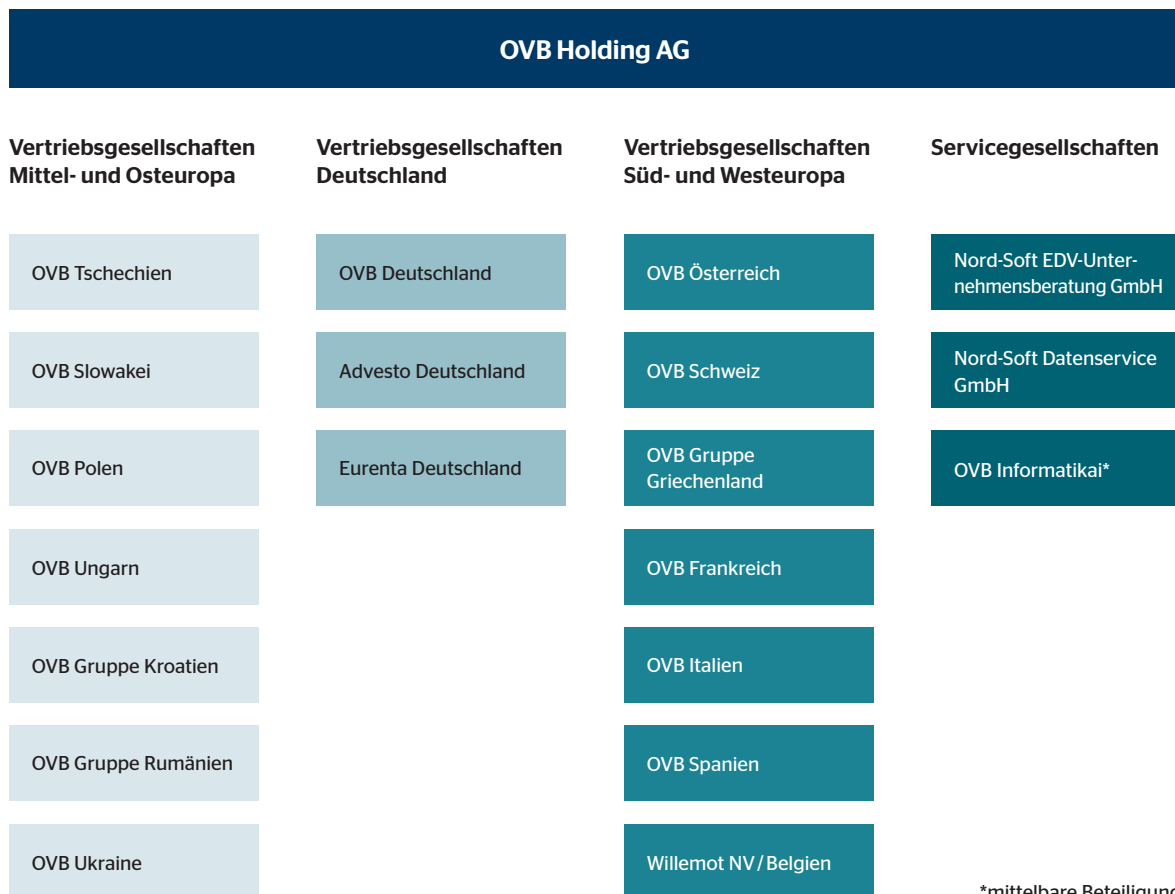 OVB Holding AG
Vertriebsgesellschaften
Mittel- und Osteuropa
OVB Tschechien
OVB Slowakei
OVB Polen
OVB Ungarn
OVB Gruppe Kroatien
OVB Gruppe Rumänien
OVB Ukraine
Vertriebsgesellschaften
Deutschland
OVB Deutschland
Advesto Deutschland
Eurenta Deutschland
Vertriebsgesellschaften
Süd- und Westeuropa
OVB Österreich
OVB Schweiz
OVB Gruppe
Griechenland
OVB Frankreich
OVB Italien
OVB Spanien
Willemot NV / Belgien
Servicegesellschaften
Nord-Soft EDV-Unter-
nehmensberatung GmbH
Nord-Soft Datenservice
GmbH
OVB Informatikai*
*mittelbare Beteiligung